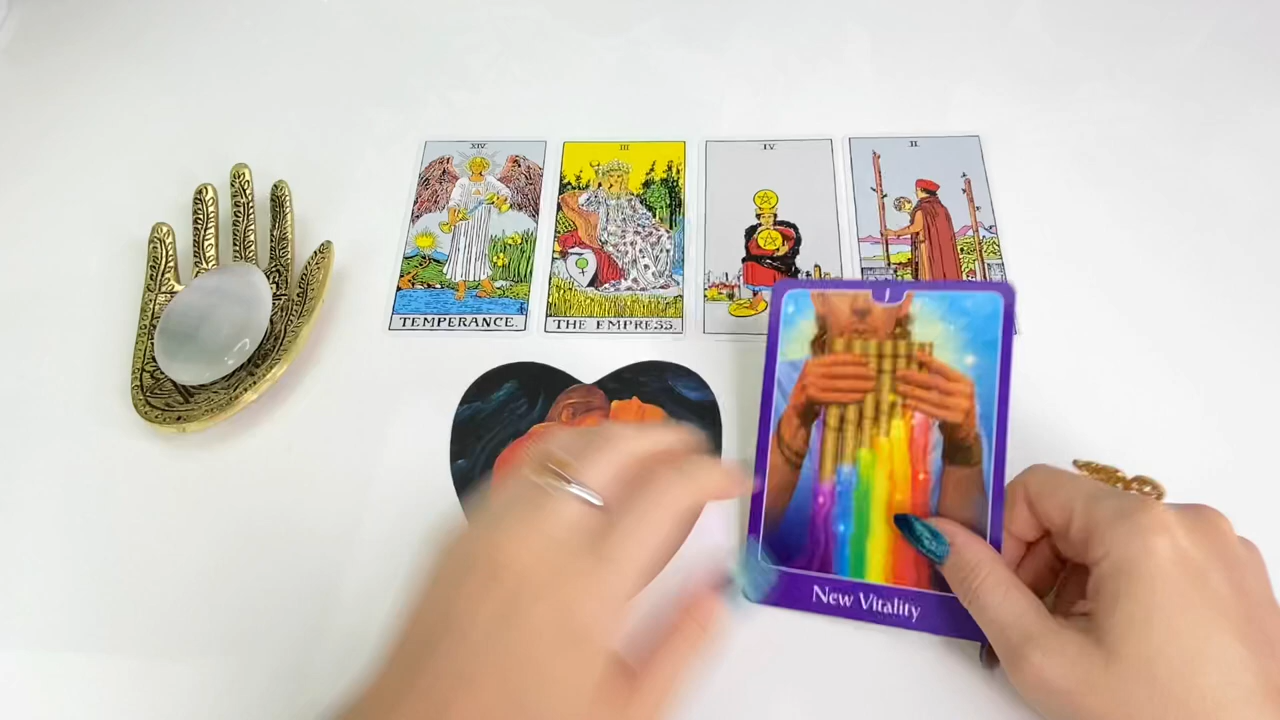 XIV
III
IV
II
TEMPERANCE.
THE EMPRESS.
New Vitality